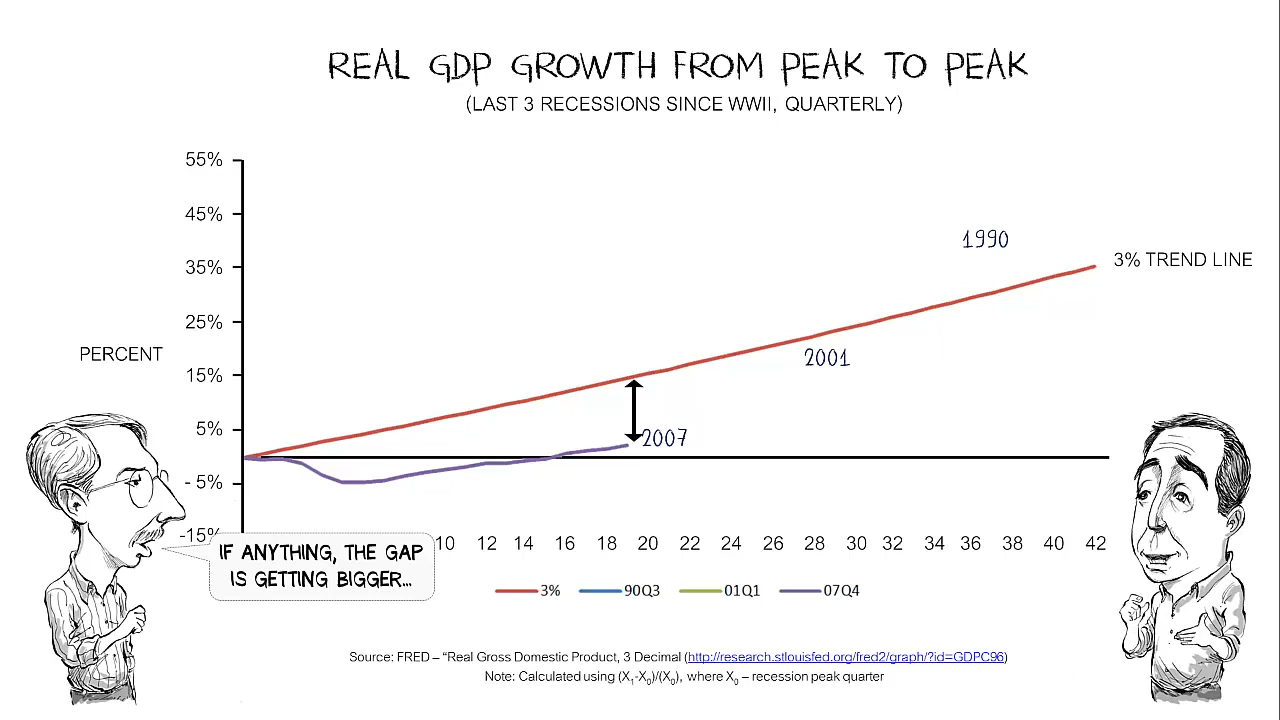 REAL GDP GROWTH FROM PEAK TO PEAK
(LAST 3 RECESSIONS SINCE WWII, QUARTERLY)
55%
45%
1990
35%
3% TREND LINE
25%
PERCENT
2001
15%
5%
2007
- 5%
-15%
IF ANYTHING, THE GAP
IS GETTING BIGGER...
10 12 14 16 18 20 22 24 26 28 30 32 34 36 38 40 42
3% 90Q3 01Q1 07Q4
Source: FRED – “Real Gross Domestic Product, 3 Decimal (http://research.stlouisfed.org/fred2/graph/?id=GDPC96)
Note: Calculated using (X₁-X₀)/(X₀), where X₀ – recession peak quarter